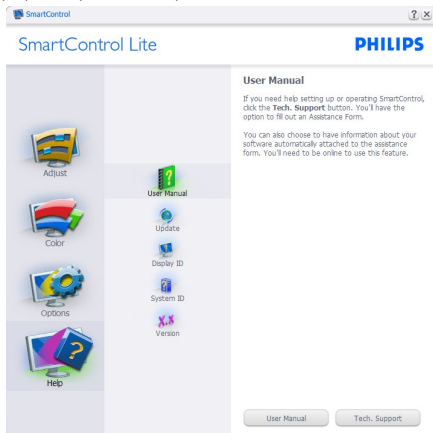 SmartControl
SmartControl Lite
PHILIPS
Adjust
Color
Options
Help
User Manual
Update
Display ID
System ID
X.X
Version
User Manual
If you need help setting up or operating SmartControl,
click the Tech. Support button. You'll have the
option to fill out an Assistance Form.
You can also choose to have information about your
software automatically attached to the assistance
form. You'll need to be online to use this feature.
User Manual
Tech. Support